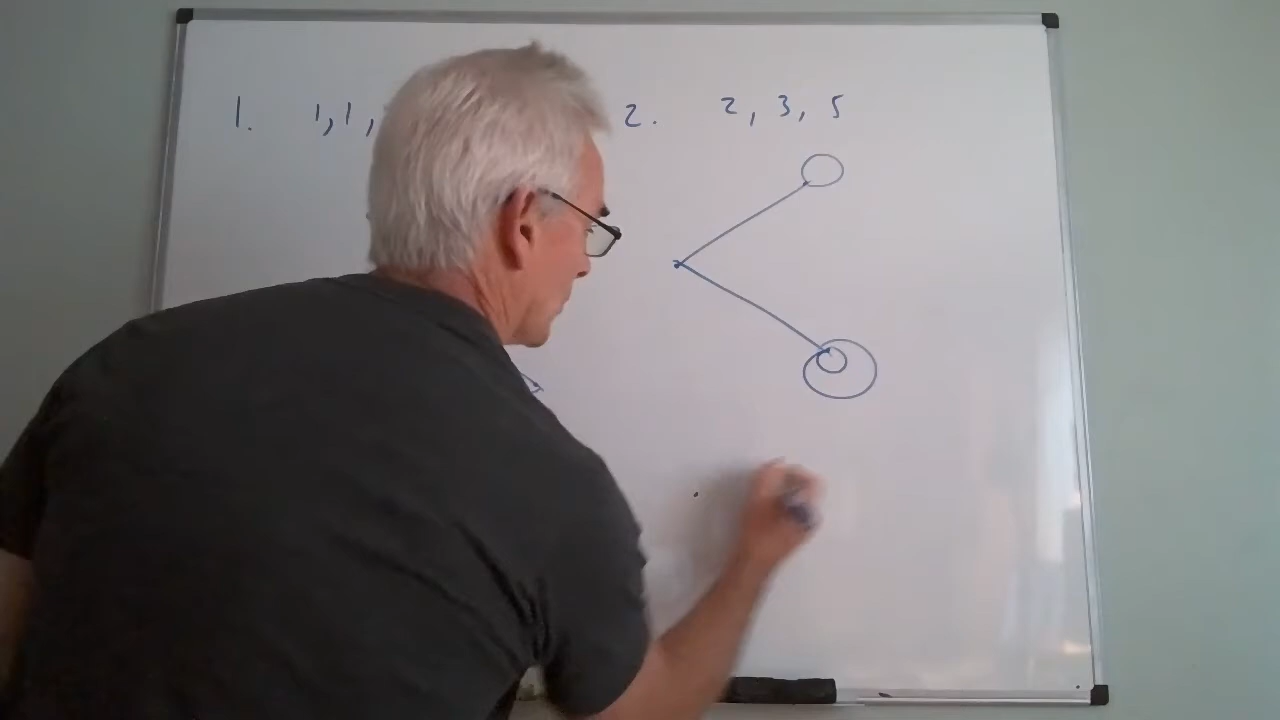 1. 1, 1,
2. 2, 3, 5